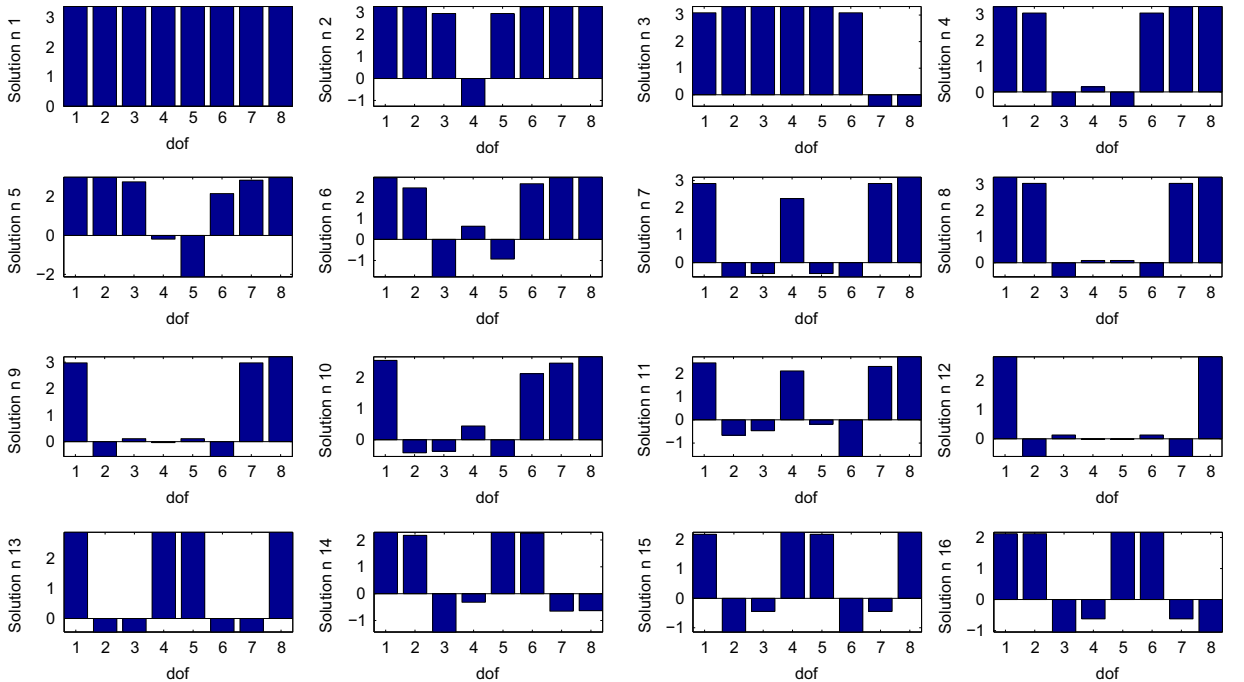 Solution n 1
3
2
1
0
1 2 3 4 5 6 7 8
dof
Solution n 2
3
2
1
0
−1
1 2 3 4 5 6 7 8
dof
Solution n 3
3
2
1
0
1 2 3 4 5 6 7 8
dof
Solution n 4
3
2
1
0
1 2 3 4 5 6 7 8
dof
Solution n 5
2
0
−2
1 2 3 4 5 6 7 8
dof
Solution n 6
2
1
0
−1
1 2 3 4 5 6 7 8
dof
Solution n 7
3
2
1
0
1 2 3 4 5 6 7 8
dof
Solution n 8
3
2
1
0
1 2 3 4 5 6 7 8
dof
Solution n 9
3
2
1
0
1 2 3 4 5 6 7 8
dof
Solution n 10
2
1
0
1 2 3 4 5 6 7 8
dof
Solution n 11
2
1
0
−1
1 2 3 4 5 6 7 8
dof
Solution n 12
2
1
0
1 2 3 4 5 6 7 8
dof
Solution n 13
2
1
0
1 2 3 4 5 6 7 8
dof
Solution n 14
2
1
0
−1
1 2 3 4 5 6 7 8
dof
Solution n 15
2
1
0
−1
1 2 3 4 5 6 7 8
dof
Solution n 16
2
1
0
−1
1 2 3 4 5 6 7 8
dof